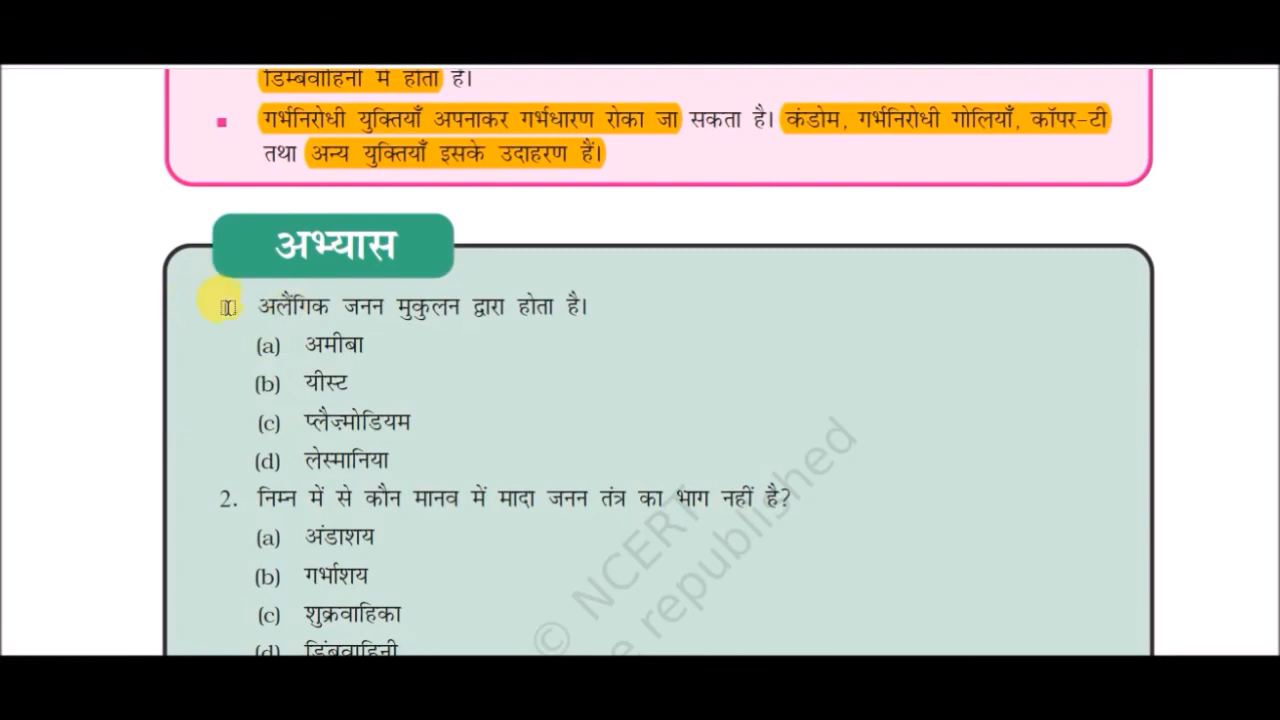 डिम्बवाहिनी में होता है।
▪ गर्भनिरोधी युक्तियाँ अपनाकर गर्भधारण रोका जा सकता है। कंडोम, गर्भनिरोधी गोलियाँ, कॉपर-टी
तथा अन्य युक्तियाँ इसके उदाहरण हैं।
अभ्यास
अलैंगिक जनन मुकुलन द्वारा होता है।
(a) अमीबा
(b) यीस्ट
(c) प्लैज़्मोडियम
(d) लेस्मानिया
2. निम्न में से कौन मानव में मादा जनन तंत्र का भाग नहीं है?
(a) अंडाशय
(b) गर्भाशय
(c) शुक्रवाहिका
(d) डिंबवाहिनी
© NCERT
e republished